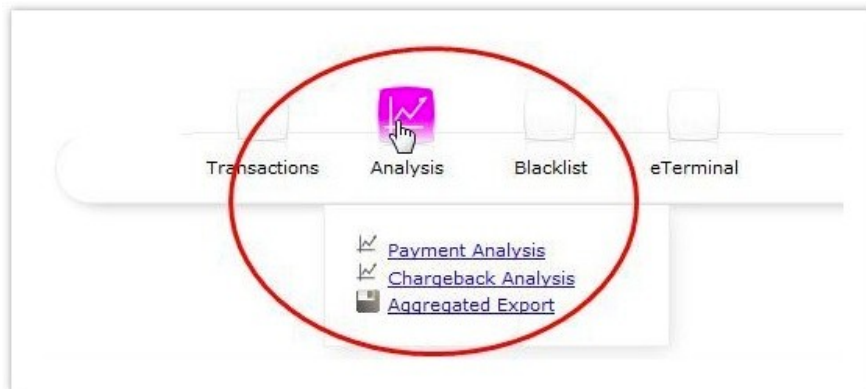 Transactions Analysis Blacklist eTerminal
Payment Analysis
Chargeback Analysis
Aggregated Export